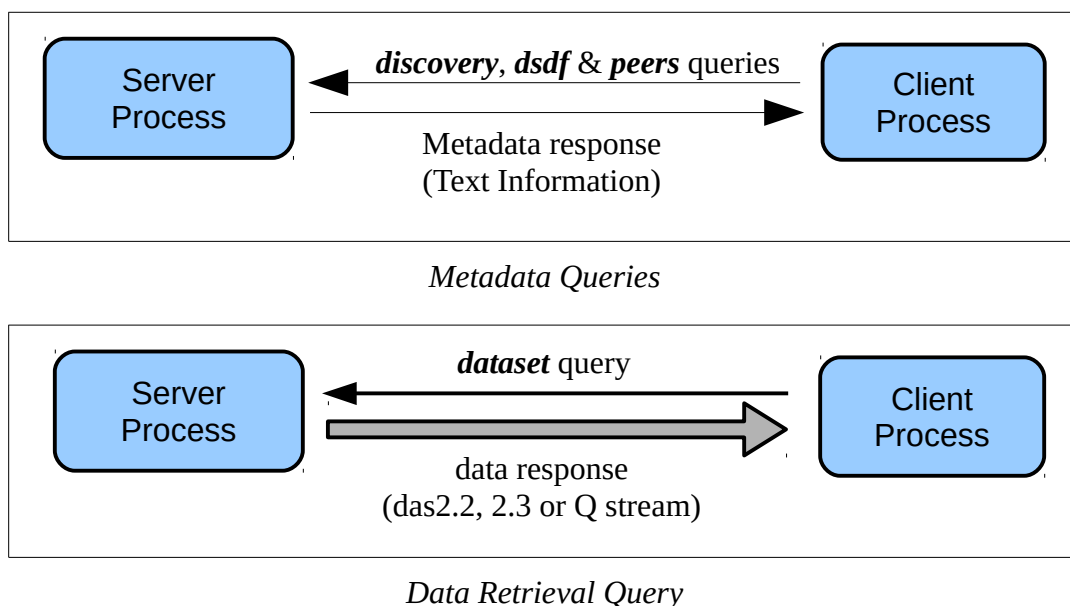 Server
Process
discovery, dsdf & peers queries
Client
Process
Metadata response
(Text Information)
Metadata Queries
Server
Process
dataset query
Client
Process
data response
(das2.2, 2.3 or Q stream)
Data Retrieval Query